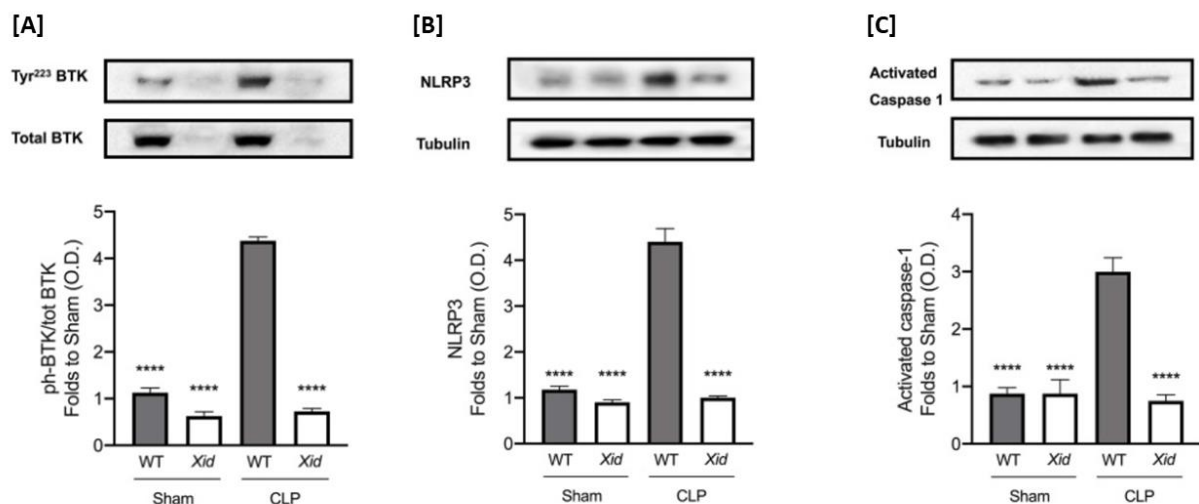 [A]
Tyr²²³ BTK
Total BTK
ph-BTK/tot BTK
Folds to Sham (O.D.)
5
4
3
2
1
0
**** **** ****
WT Xid WT Xid
Sham CLP
[B]
NLRP3
Tubulin
NLRP3
Folds to Sham (O.D.)
5
4
3
2
1
0
**** **** ****
WT Xid WT Xid
Sham CLP
[C]
Activated
Caspase 1
Tubulin
Activated caspase-1
Folds to Sham (O.D.)
4
3
2
1
0
**** **** ****
WT Xid WT Xid
Sham CLP